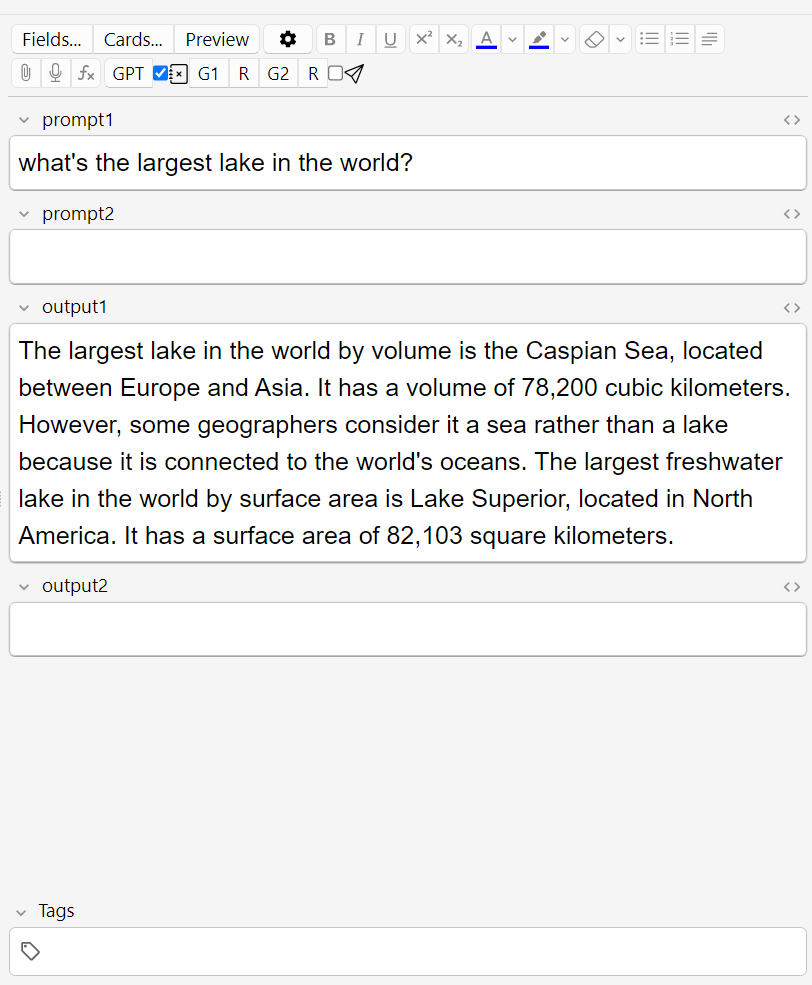 Fields... Cards... Preview B I U X² X₂ A
fx GPT G1 R G2 R
prompt1
what's the largest lake in the world?
prompt2
output1
The largest lake in the world by volume is the Caspian Sea, located
between Europe and Asia. It has a volume of 78,200 cubic kilometers.
However, some geographers consider it a sea rather than a lake
because it is connected to the world's oceans. The largest freshwater
lake in the world by surface area is Lake Superior, located in North
America. It has a surface area of 82,103 square kilometers.
output2
Tags